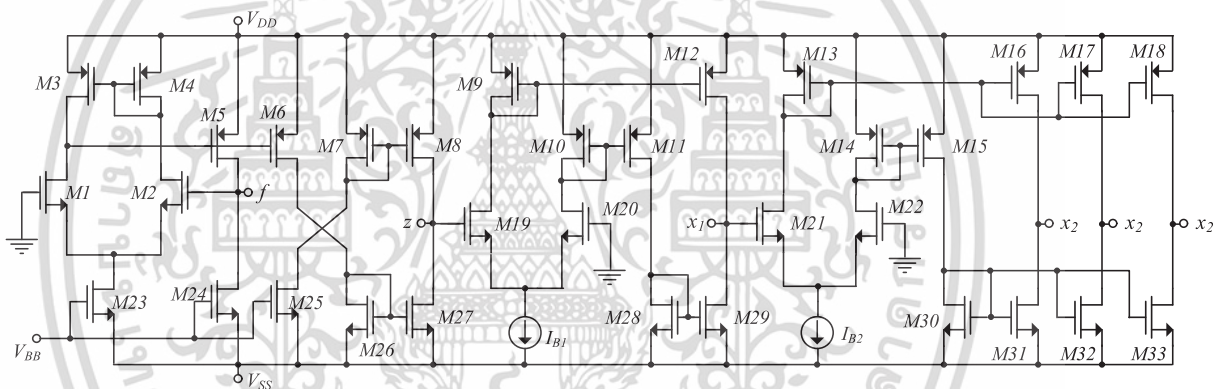 V_DD
M3
M4
M5
M6
M7
M8
M9
M10
M11
M12
M13
M14
M15
M16
M17
M18
M1
M2
f
z
M19
M20
x_1
M21
M22
x_2
x_2
x_2
M23
M24
M25
M26
M27
I_B1
M28
M29
I_B2
M30
M31
M32
M33
V_BB
V_SS